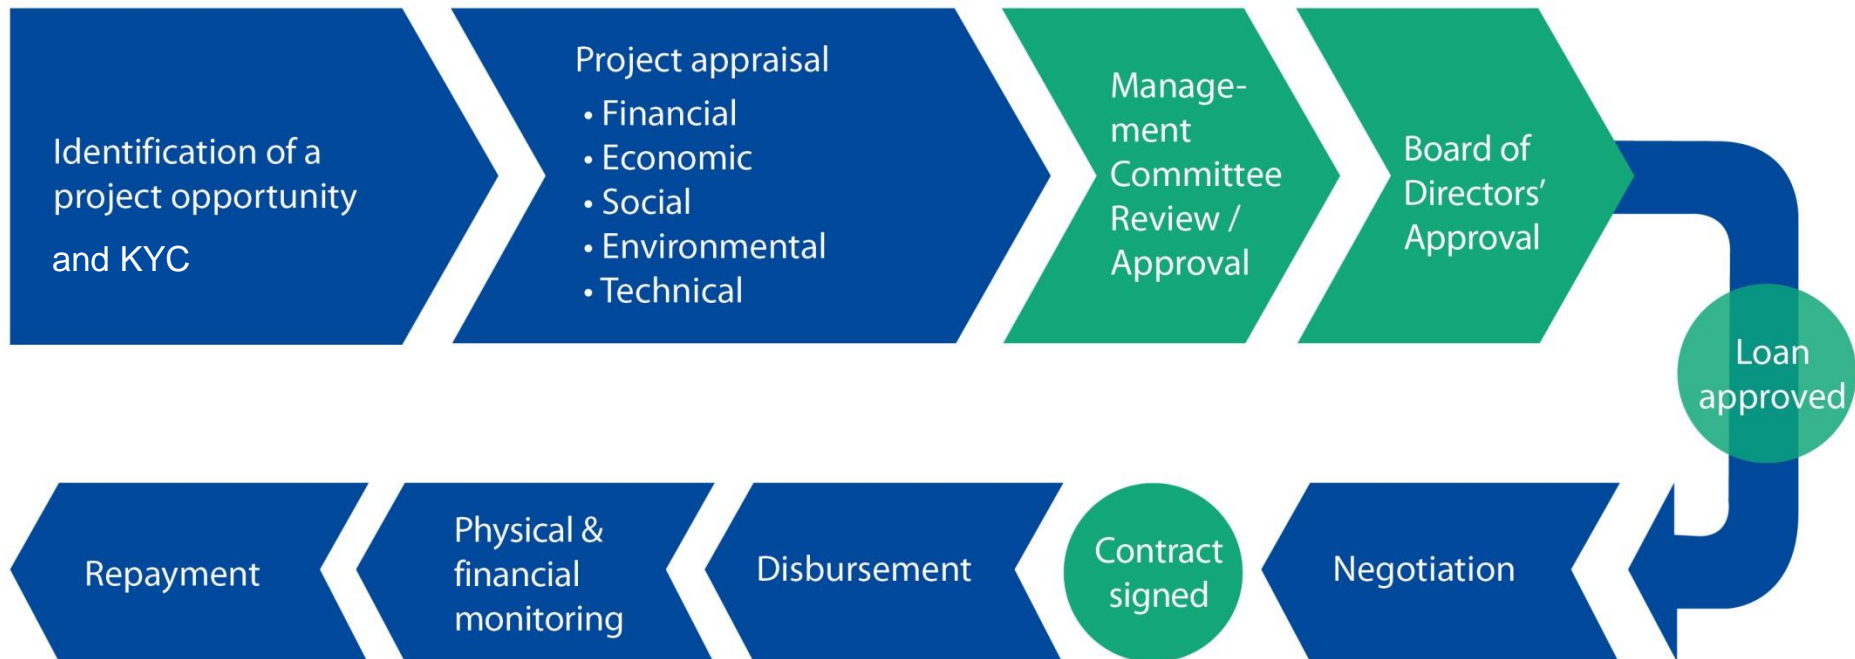 Identification of a
project opportunity
and KYC
Project appraisal
• Financial
• Economic
• Social
• Environmental
• Technical
Manage-
ment
Committee
Review /
Approval
Board of
Directors’
Approval
Loan
approved
Negotiation
Contract
signed
Disbursement
Physical &
financial
monitoring
Repayment